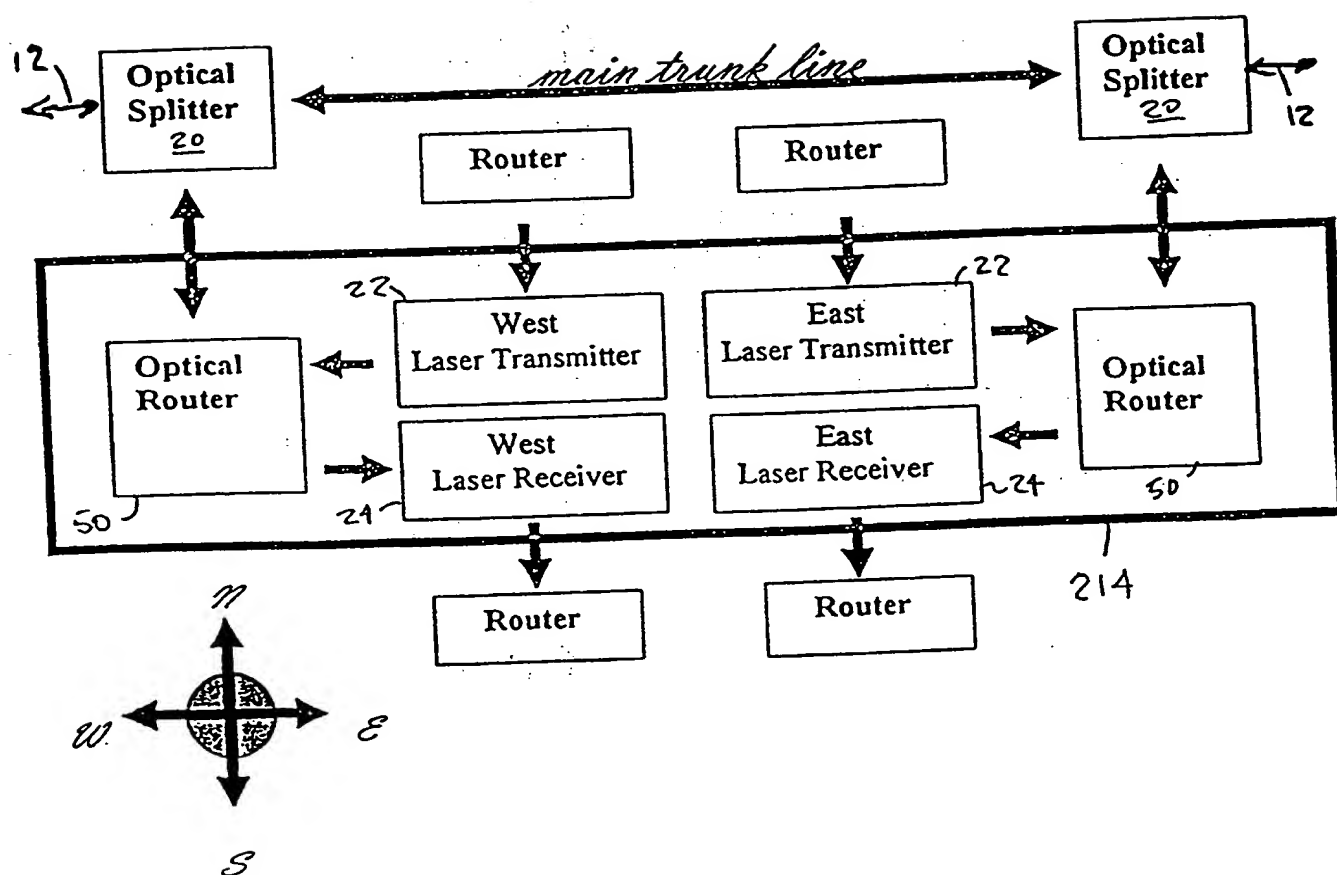 12
Optical
Splitter
20
main trunk line
Optical
Splitter
20
12
Router
Router
22
West
Laser Transmitter
22
East
Laser Transmitter
Optical
Router
50
West
Laser Receiver
24
East
Laser Receiver
24
Optical
Router
50
214
Router
Router
N
W.
E
S